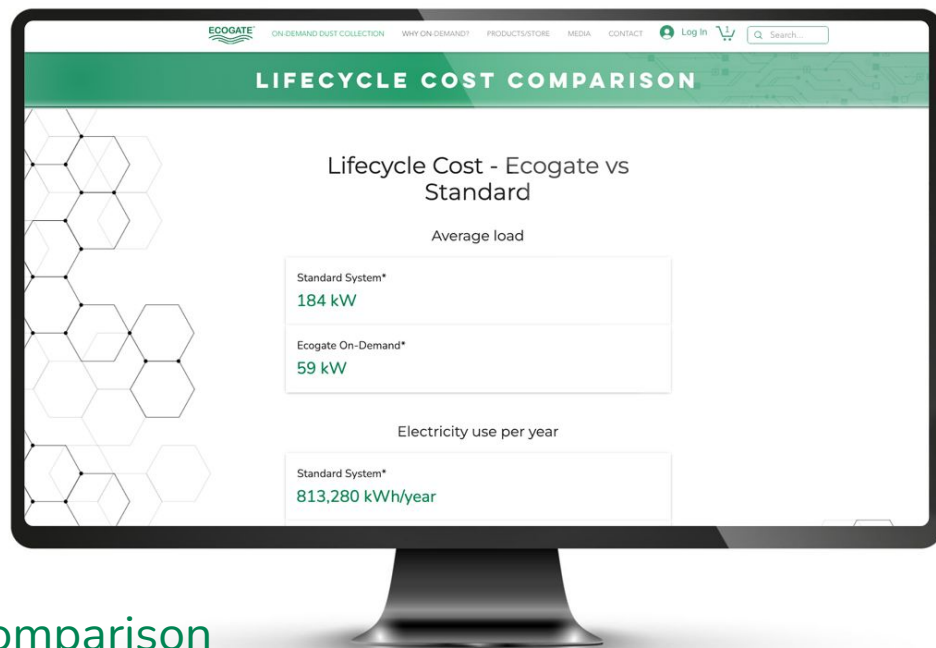 ECOGATE
ON-DEMAND DUST COLLECTION WHY ON-DEMAND? PRODUCTS/STORE MEDIA CONTACT Log In 1 Search...
LIFECYCLE COST COMPARISON
Lifecycle Cost - Ecogate vs
Standard
Average load
Standard System*
184 kW
Ecogate On-Demand*
59 kW
Electricity use per year
Standard System*
813,280 kWh/year
omparison